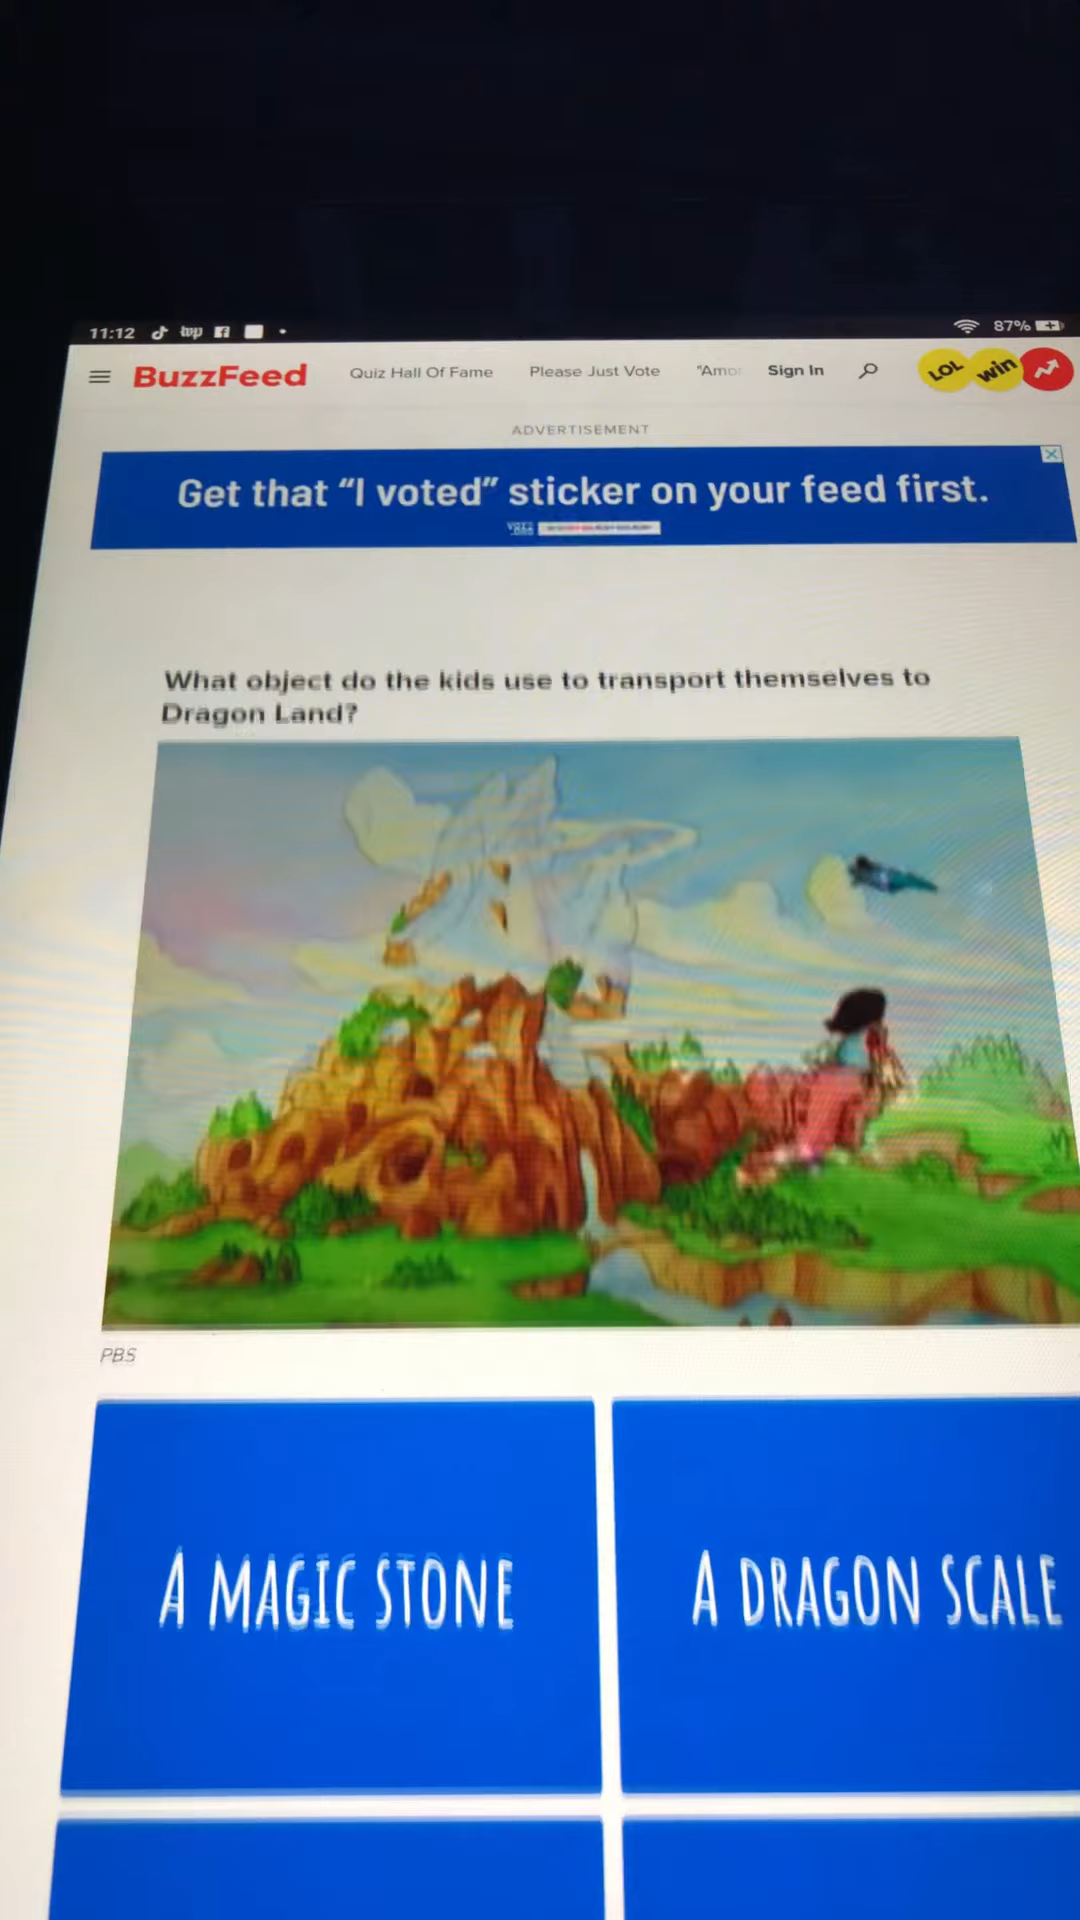 11:12 87%
BuzzFeed Quiz Hall Of Fame Please Just Vote "Amo Sign In LOL win
ADVERTISEMENT
Get that “I voted” sticker on your feed first.
What object do the kids use to transport themselves to
Dragon Land?
PBS
A MAGIC STONE
A DRAGON SCALE